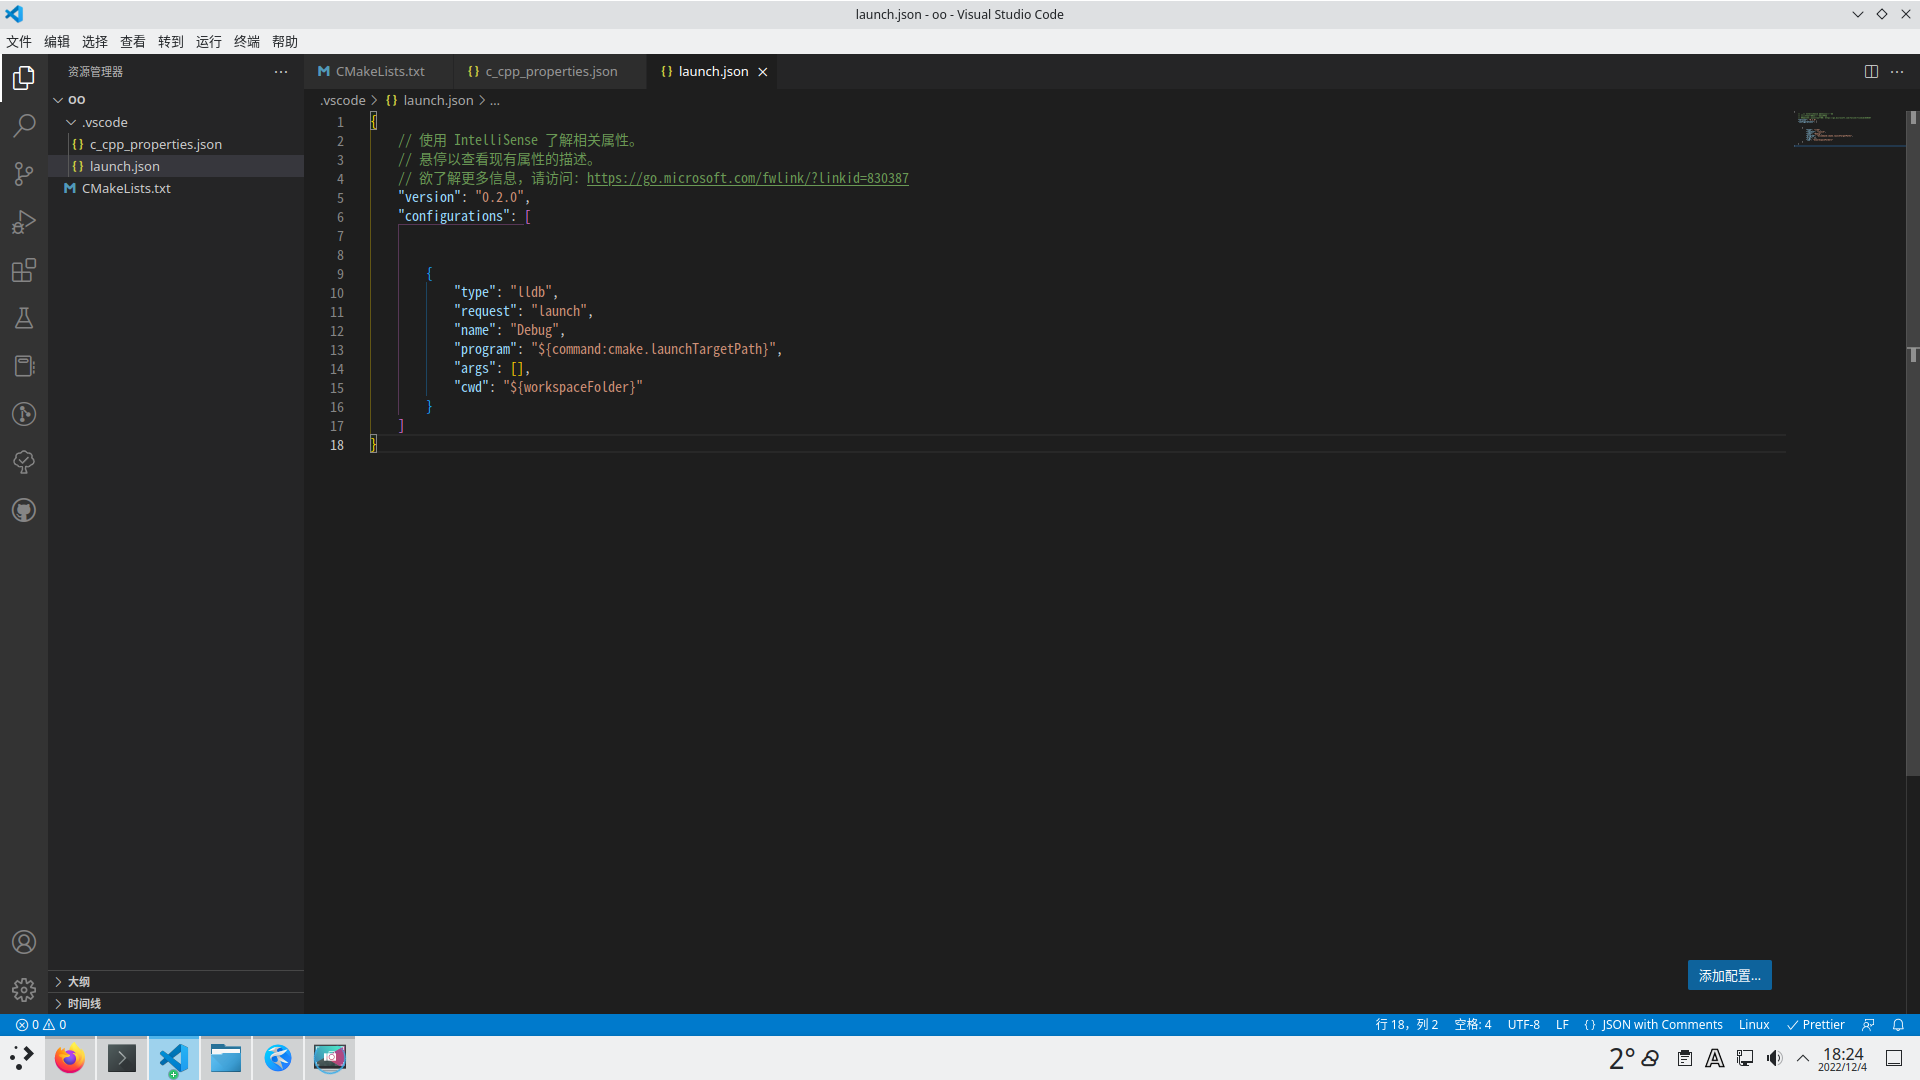 launch.json - oo - Visual Studio Code
文件 编辑 选择 查看 转到 运行 终端 帮助
资源管理器
OO
.vscode
c_cpp_properties.json
launch.json
CMakeLists.txt
大纲
时间线
CMakeLists.txt {} c_cpp_properties.json {} launch.json
.vscode > {} launch.json > ...
1 {
2 // 使用 IntelliSense 了解相关属性。
3 // 悬停以查看现有属性的描述。
4 // 欲了解更多信息，请访问: https://go.microsoft.com/fwlink/?linkid=830387
5 "version": "0.2.0",
6 "configurations": [
7
8
9 {
10 "type": "lldb",
11 "request": "launch",
12 "name": "Debug",
13 "program": "${command:cmake.launchTargetPath}",
14 "args": [],
15 "cwd": "${workspaceFolder}"
16 }
17 ]
18 }
添加配置...
0 0 行 18，列 2 空格: 4 UTF-8 LF {} JSON with Comments Linux Prettier
2° 18:24
2022/12/4